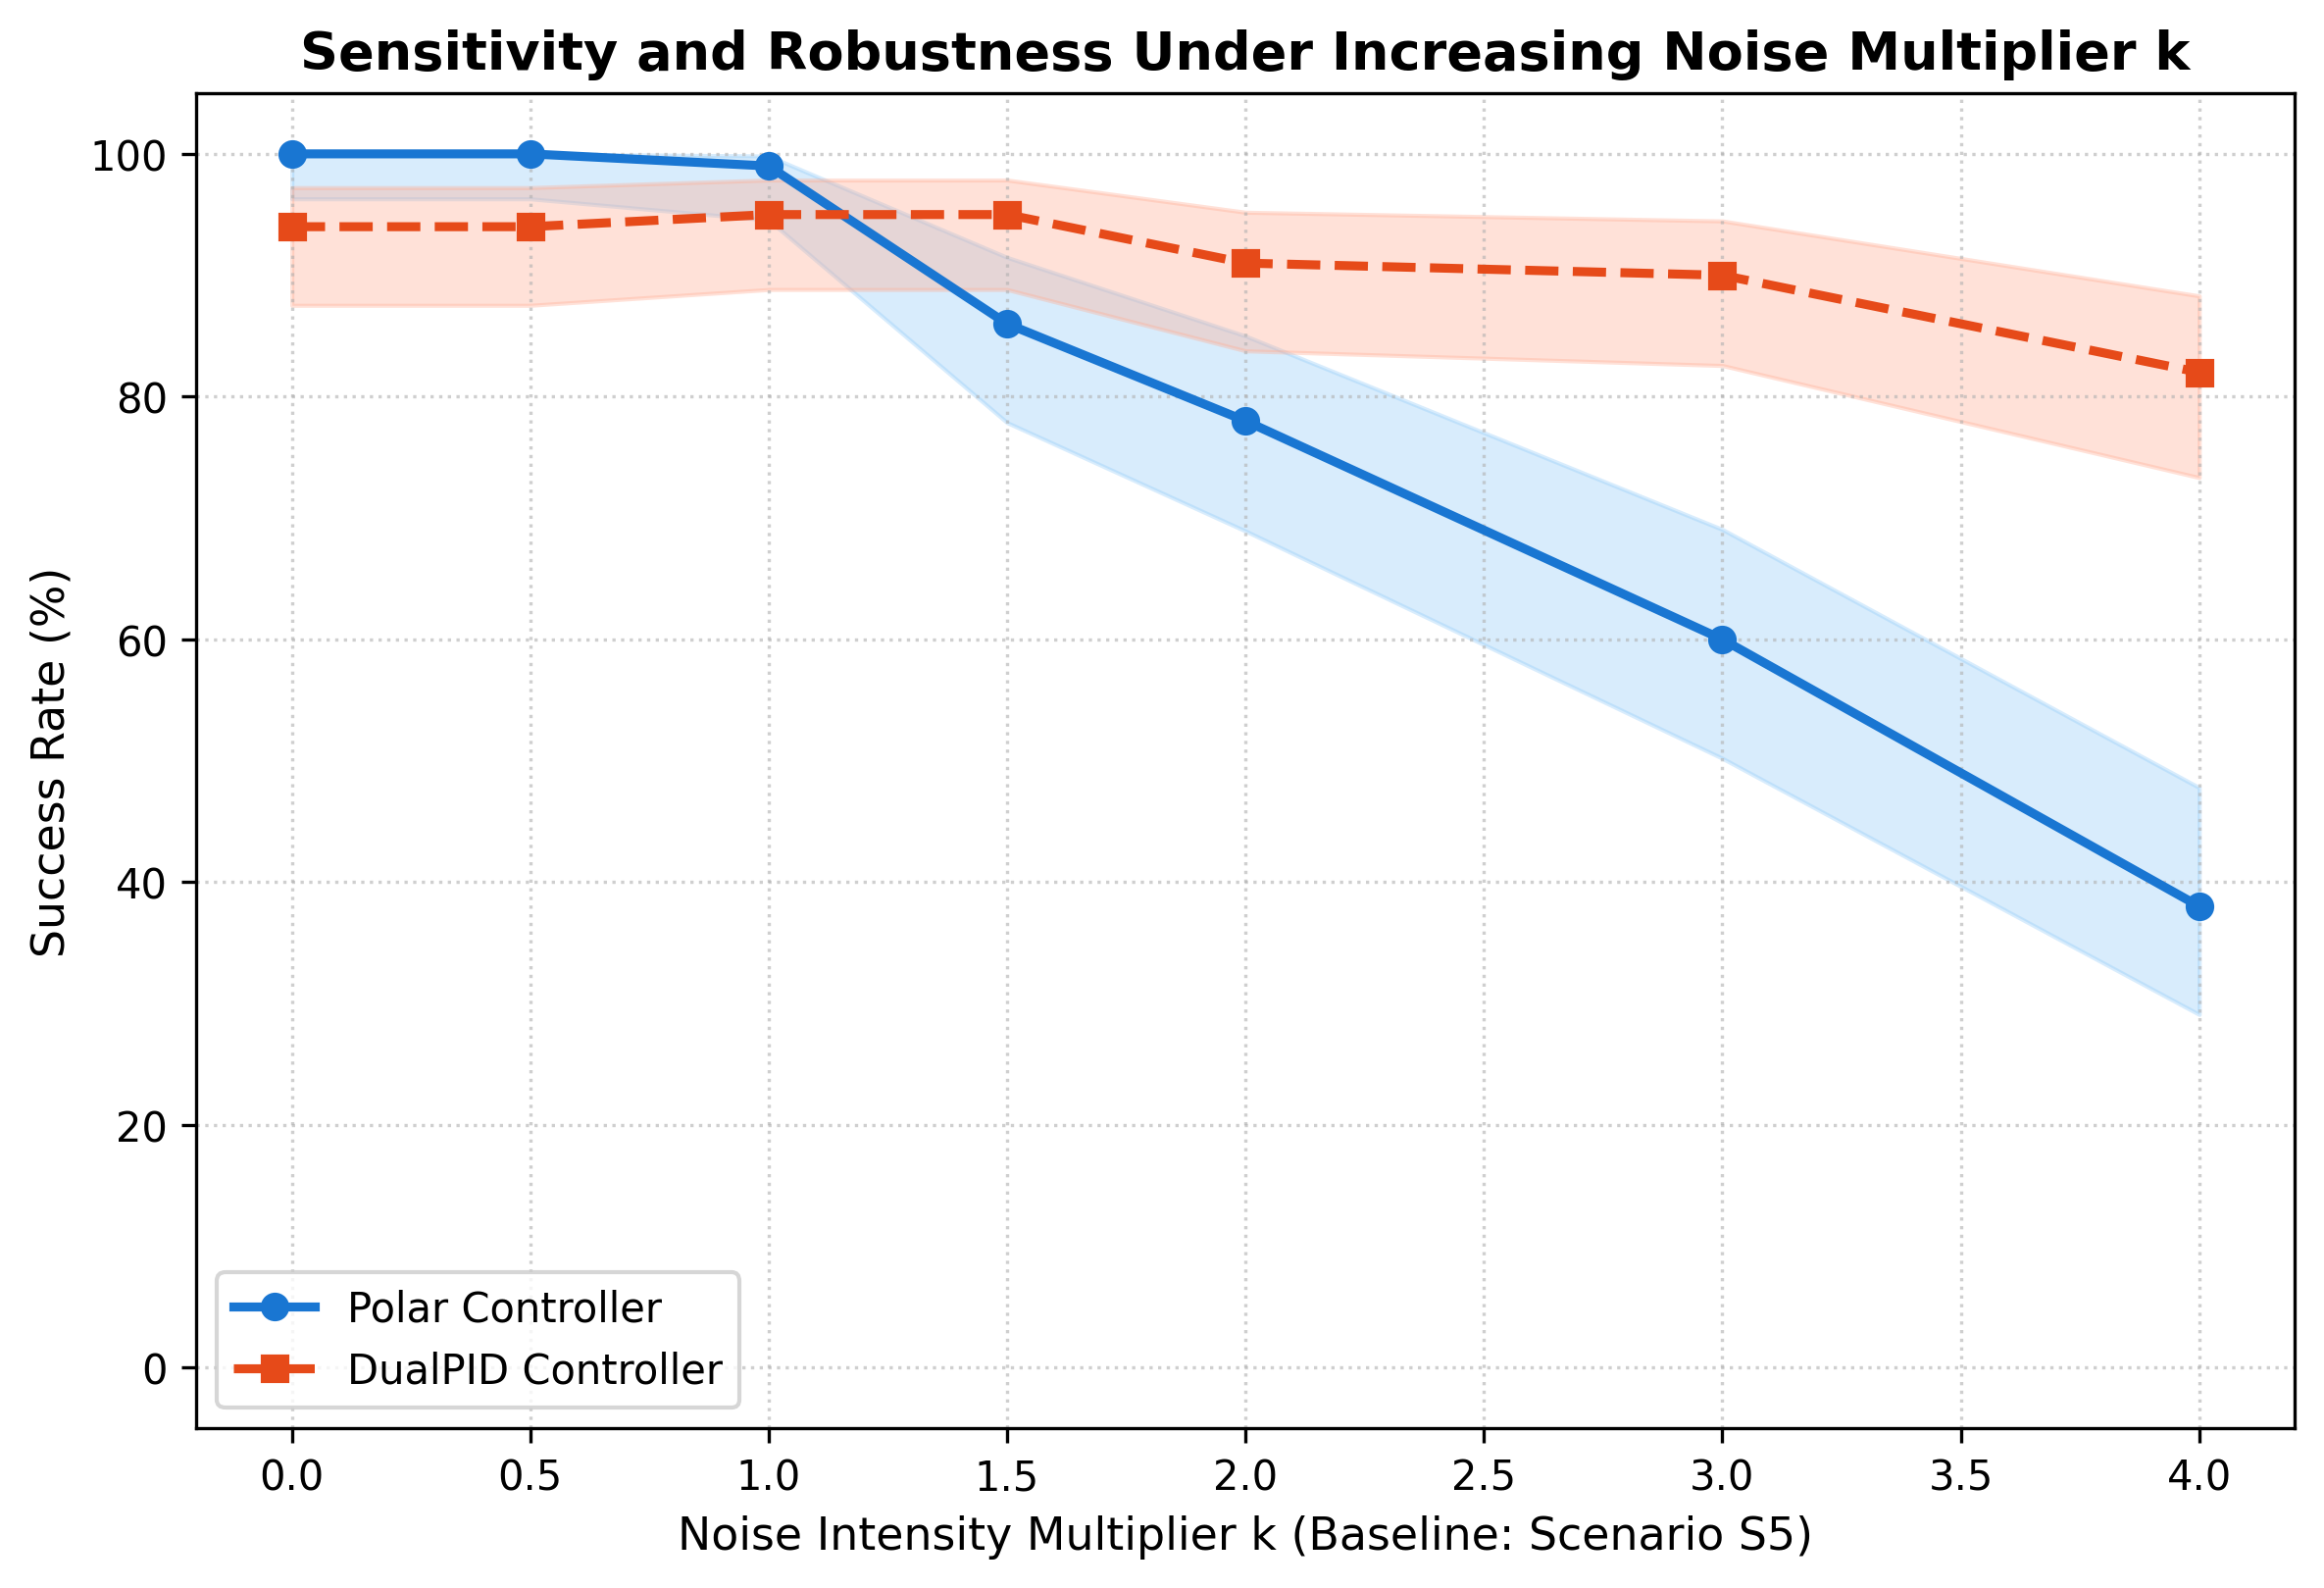 Sensitivity and Robustness Under Increasing Noise Multiplier k
Success Rate (%)
100
80
60
40
20
0
Polar Controller
DualPID Controller
0.0 0.5 1.0 1.5 2.0 2.5 3.0 3.5 4.0
Noise Intensity Multiplier k (Baseline: Scenario S5)